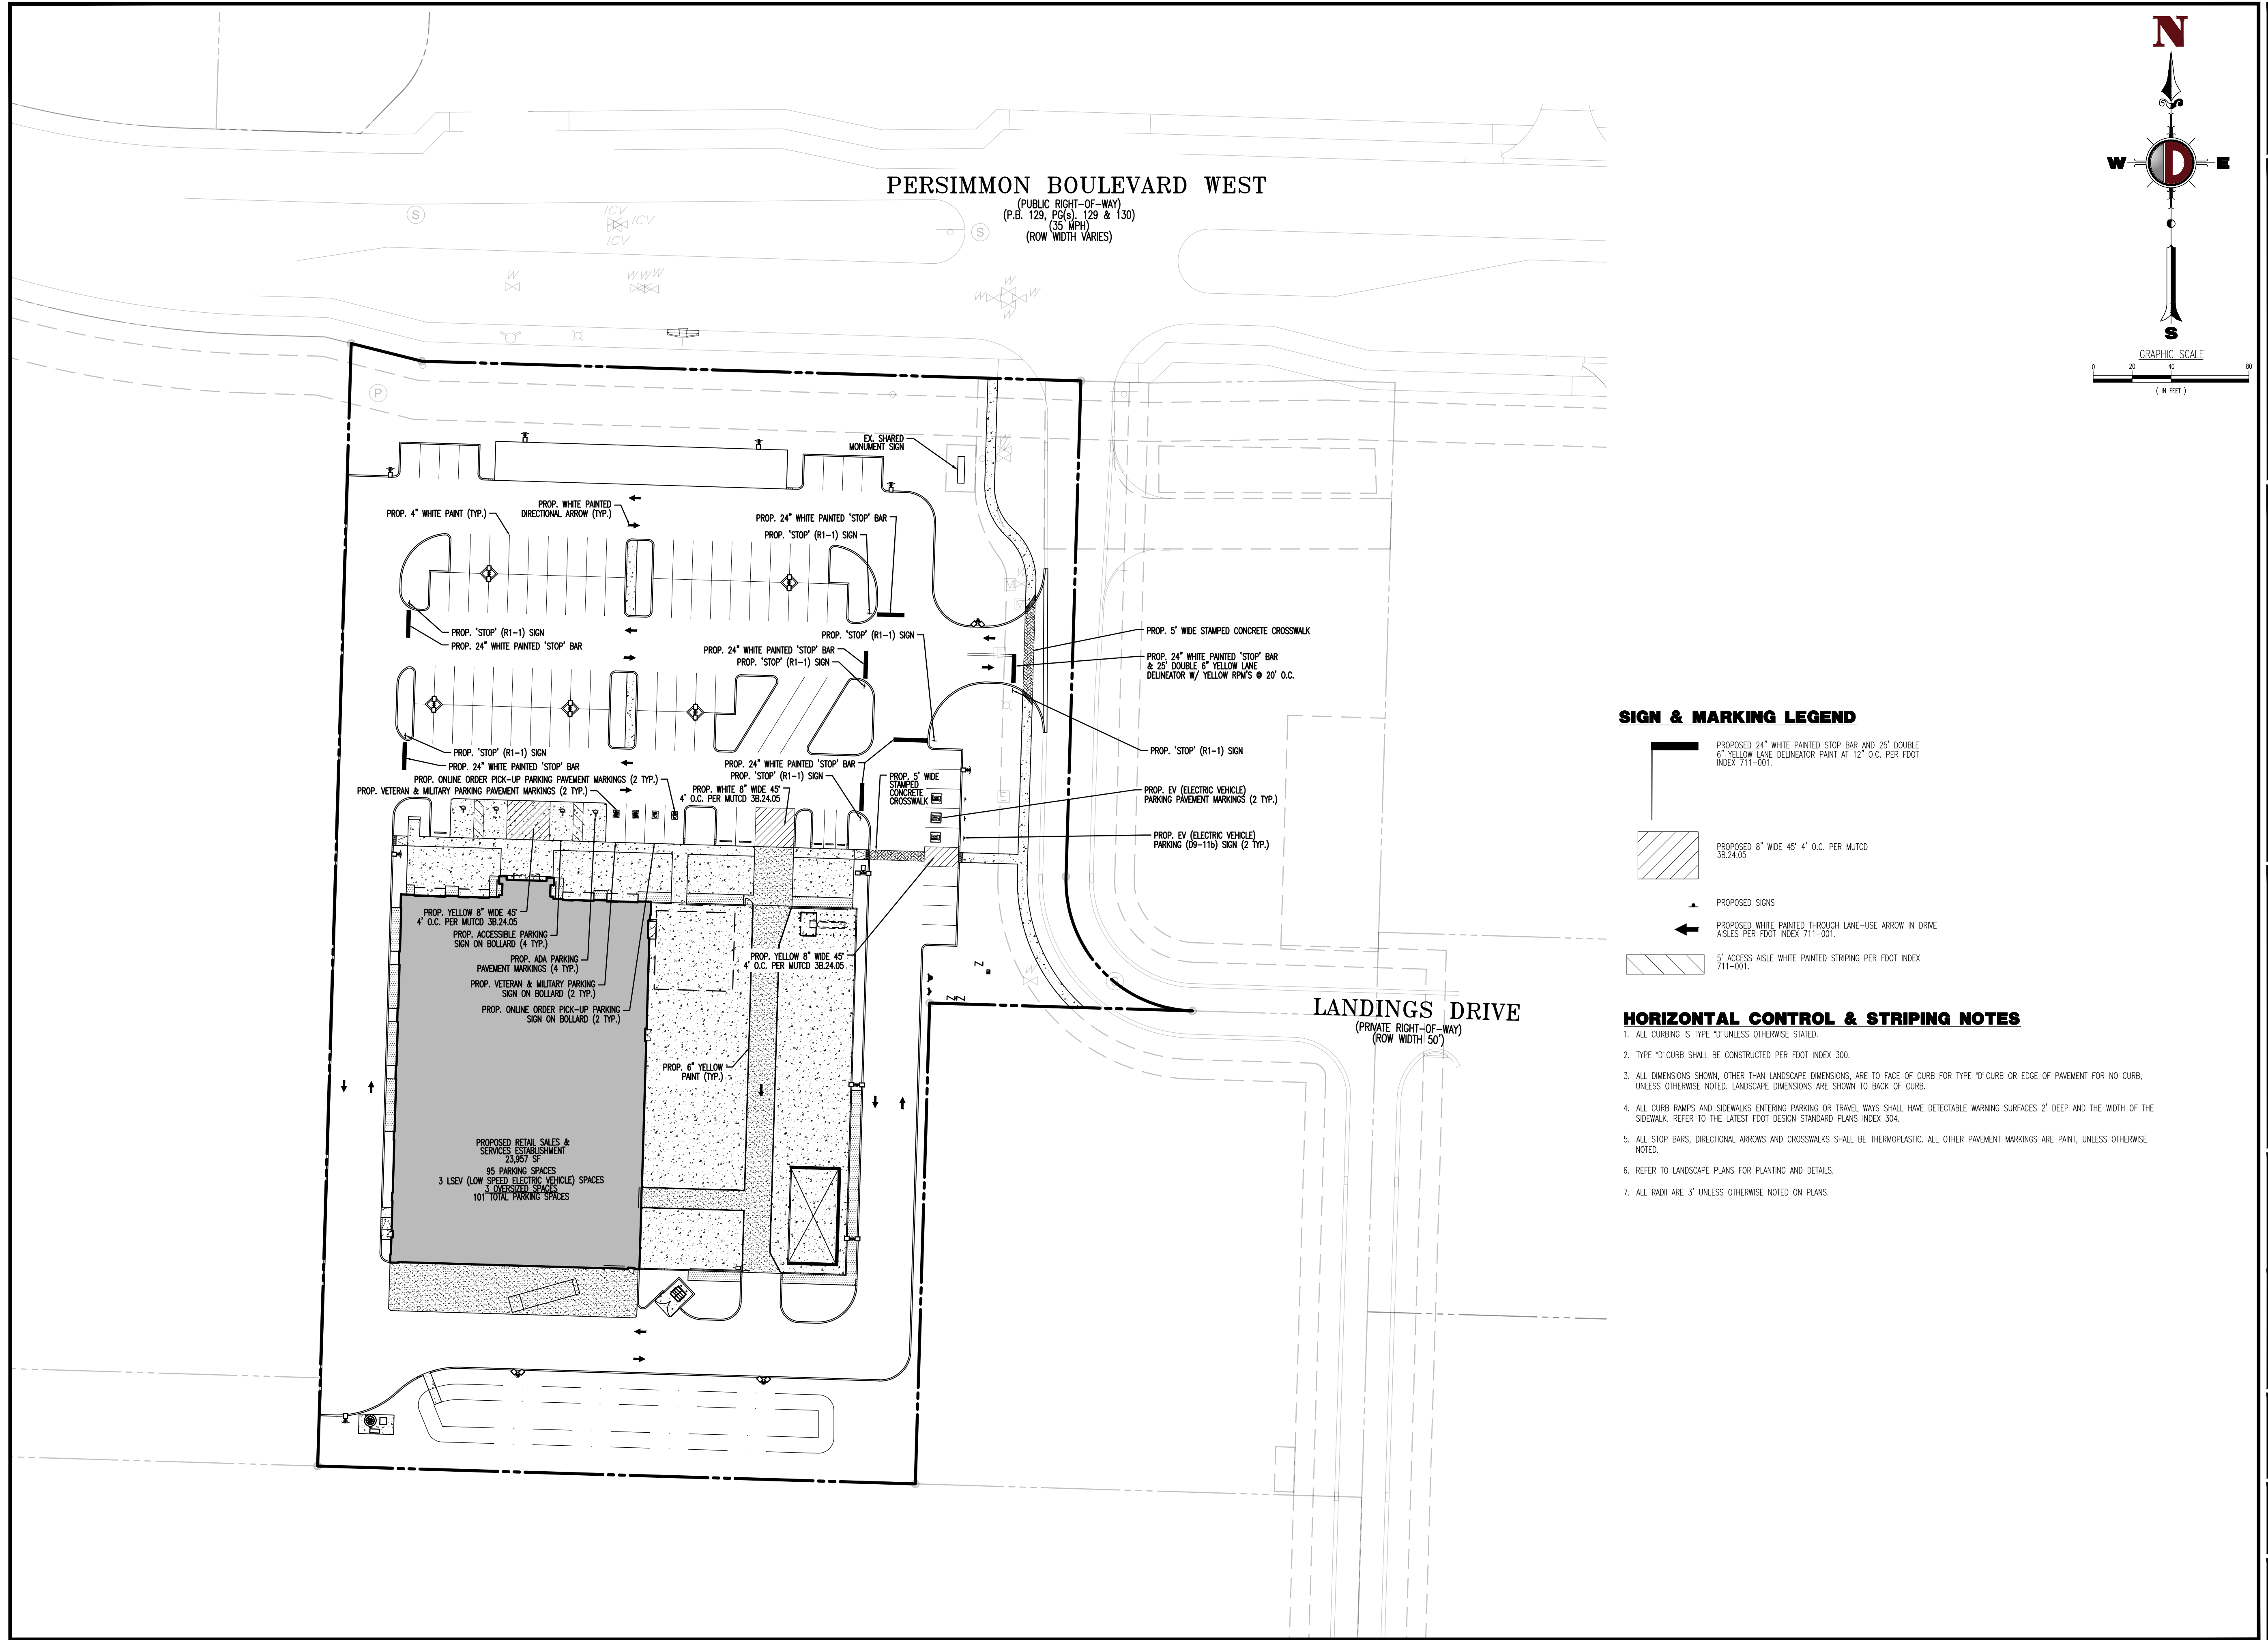 N
W
D
E
S
GRAPHIC SCALE
0 20 40 80
( IN FEET )
PERSIMMON BOULEVARD WEST
(PUBLIC RIGHT-OF-WAY)
(P.B. 129, PG(s). 129 & 130)
(35 MPH)
(ROW WIDTH VARIES)
S
ICV
ICV
ICV
S
W
W W W
W
W
W
W
P
EX. SHARED
MONUMENT SIGN
PROP. WHITE PAINTED
DIRECTIONAL ARROW (TYP.)
PROP. 4" WHITE PAINT (TYP.)
PROP. 24" WHITE PAINTED 'STOP' BAR
PROP. 'STOP' (R1-1) SIGN
PROP. 'STOP' (R1-1) SIGN
PROP. 24" WHITE PAINTED 'STOP' BAR
PROP. 'STOP' (R1-1) SIGN
PROP. 24" WHITE PAINTED 'STOP' BAR
PROP. 'STOP' (R1-1) SIGN
PROP. 5' WIDE STAMPED CONCRETE CROSSWALK
PROP. 24" WHITE PAINTED 'STOP' BAR
& 25' DOUBLE 6" YELLOW LANE
DELINEATOR W/ YELLOW RPM'S @ 20' O.C.
PROP. 'STOP' (R1-1) SIGN
PROP. 'STOP' (R1-1) SIGN
PROP. 24" WHITE PAINTED 'STOP' BAR
PROP. 24" WHITE PAINTED 'STOP' BAR
PROP. 'STOP' (R1-1) SIGN
PROP. ONLINE ORDER PICK-UP PARKING PAVEMENT MARKINGS (2 TYP.)
PROP. VETERAN & MILITARY PARKING PAVEMENT MARKINGS (2 TYP.)
PROP. WHITE 8" WIDE 45°
4' O.C. PER MUTCD 3B.24.05
PROP. 5' WIDE
STAMPED
CONCRETE
CROSSWALK
PROP. EV (ELECTRIC VEHICLE)
PARKING PAVEMENT MARKINGS (2 TYP.)
PROP. EV (ELECTRIC VEHICLE)
PARKING (D9-11b) SIGN (2 TYP.)
PROP. YELLOW 8" WIDE 45°
4' O.C. PER MUTCD 3B.24.05
PROP. ACCESSIBLE PARKING
SIGN ON BOLLARD (4 TYP.)
PROP. ADA PARKING
PAVEMENT MARKINGS (4 TYP.)
PROP. VETERAN & MILITARY PARKING
SIGN ON BOLLARD (2 TYP.)
PROP. ONLINE ORDER PICK-UP PARKING
SIGN ON BOLLARD (2 TYP.)
PROP. YELLOW 8" WIDE 45°
4' O.C. PER MUTCD 3B.24.05
PROP. 6" YELLOW
PAINT (TYP.)
PROPOSED RETAIL SALES &
SERVICES ESTABLISHMENT
23,957 SF
95 PARKING SPACES
3 LSEV (LOW SPEED ELECTRIC VEHICLE) SPACES
3 OVERSIZED SPACES
101 TOTAL PARKING SPACES
LANDINGS DRIVE
(PRIVATE RIGHT-OF-WAY)
(ROW WIDTH 50')
SIGN & MARKING LEGEND
PROPOSED 24" WHITE PAINTED STOP BAR AND 25' DOUBLE
6" YELLOW LANE DELINEATOR PAINT AT 12" O.C. PER FDOT
INDEX 711-001.
PROPOSED 8" WIDE 45° 4' O.C. PER MUTCD
3B.24.05
PROPOSED SIGNS
PROPOSED WHITE PAINTED THROUGH LANE-USE ARROW IN DRIVE
AISLES PER FDOT INDEX 711-001.
5' ACCESS AISLE WHITE PAINTED STRIPING PER FDOT INDEX
711-001.
HORIZONTAL CONTROL & STRIPING NOTES
1. ALL CURBING IS TYPE "D" UNLESS OTHERWISE STATED.
2. TYPE "D" CURB SHALL BE CONSTRUCTED PER FDOT INDEX 300.
3. ALL DIMENSIONS SHOWN, OTHER THAN LANDSCAPE DIMENSIONS, ARE TO FACE OF CURB FOR TYPE "D" CURB OR EDGE OF PAVEMENT FOR NO CURB,
UNLESS OTHERWISE NOTED. LANDSCAPE DIMENSIONS ARE SHOWN TO BACK OF CURB.
4. ALL CURB RAMPS AND SIDEWALKS ENTERING PARKING OR TRAVEL WAYS SHALL HAVE DETECTABLE WARNING SURFACES 2' DEEP AND THE WIDTH OF THE
SIDEWALK. REFER TO THE LATEST FDOT DESIGN STANDARD PLANS INDEX 304.
5. ALL STOP BARS, DIRECTIONAL ARROWS AND CROSSWALKS SHALL BE THERMOPLASTIC. ALL OTHER PAVEMENT MARKINGS ARE PAINT, UNLESS OTHERWISE
NOTED.
6. REFER TO LANDSCAPE PLANS FOR PLANTING AND DETAILS.
7. ALL RADII ARE 3' UNLESS OTHERWISE NOTED ON PLANS.